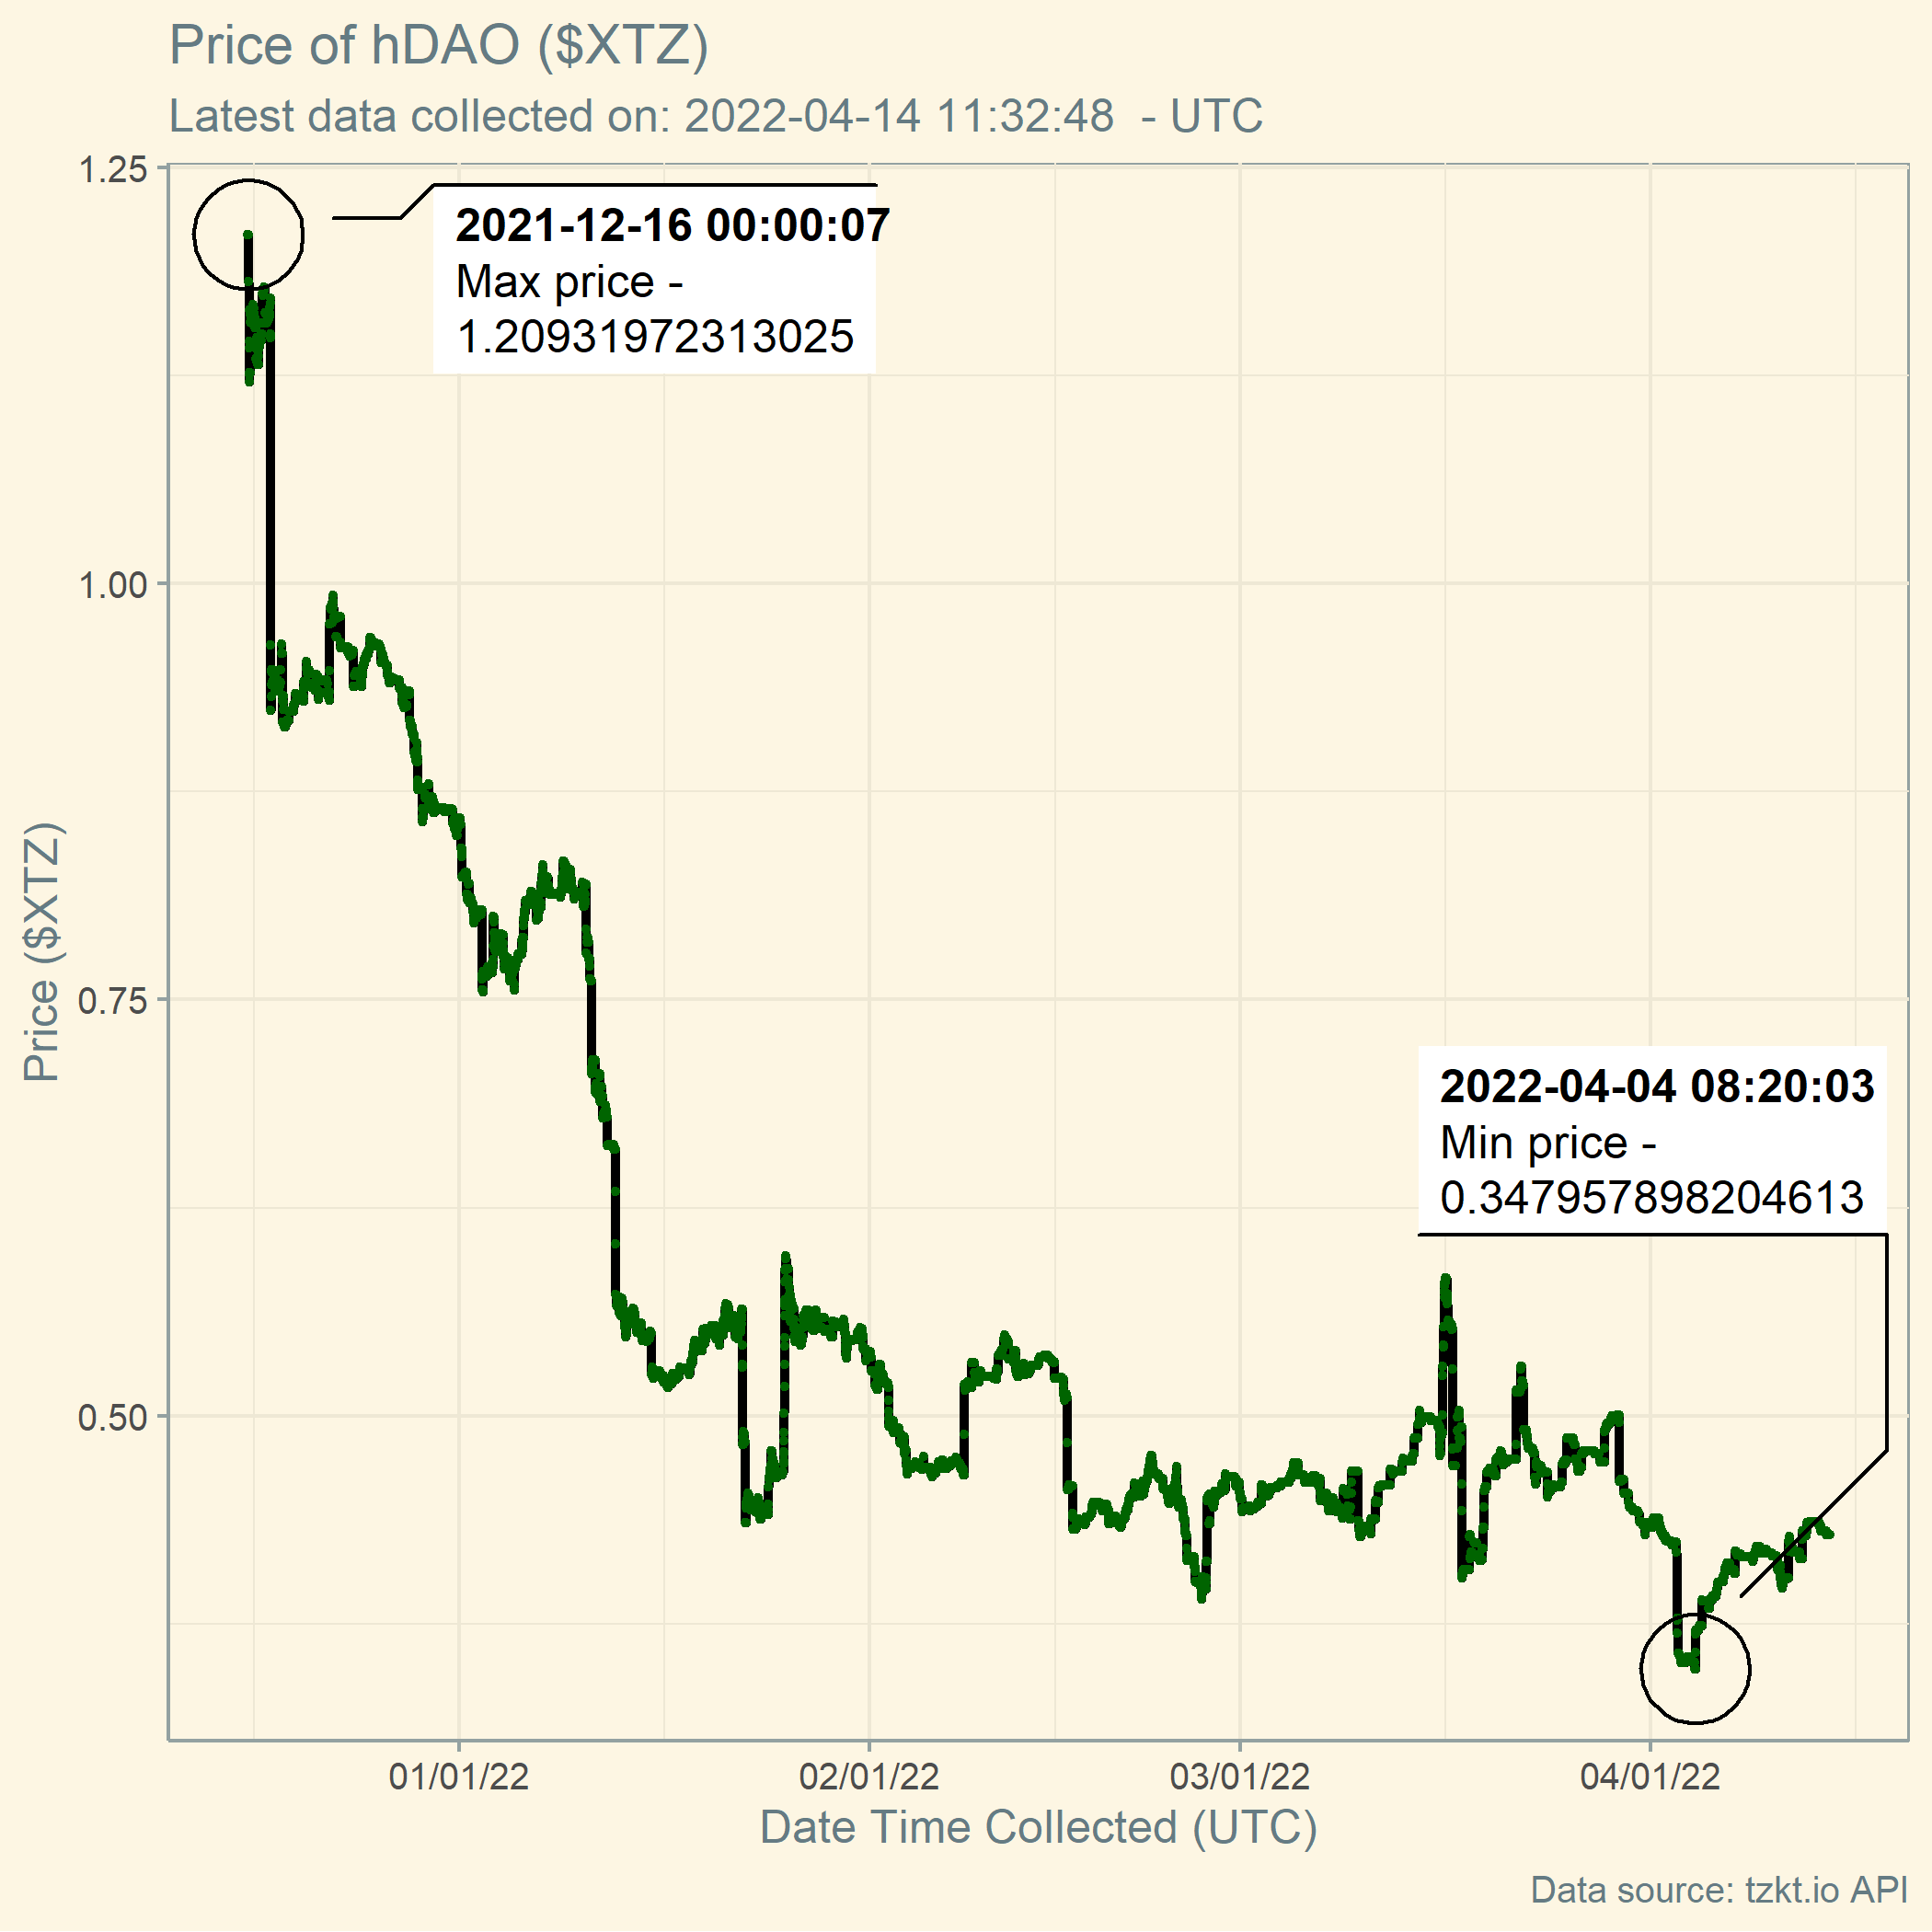 Price of hDAO ($XTZ)
Latest data collected on: 2022-04-14 11:32:48  - UTC
1.25
1.00
0.75
0.50
Price ($XTZ)
2021-12-16 00:00:07
Max price -
1.20931972313025
2022-04-04 08:20:03
Min price -
0.347957898204613
01/01/22
02/01/22
03/01/22
04/01/22
Date Time Collected (UTC)
Data source: tzkt.io API